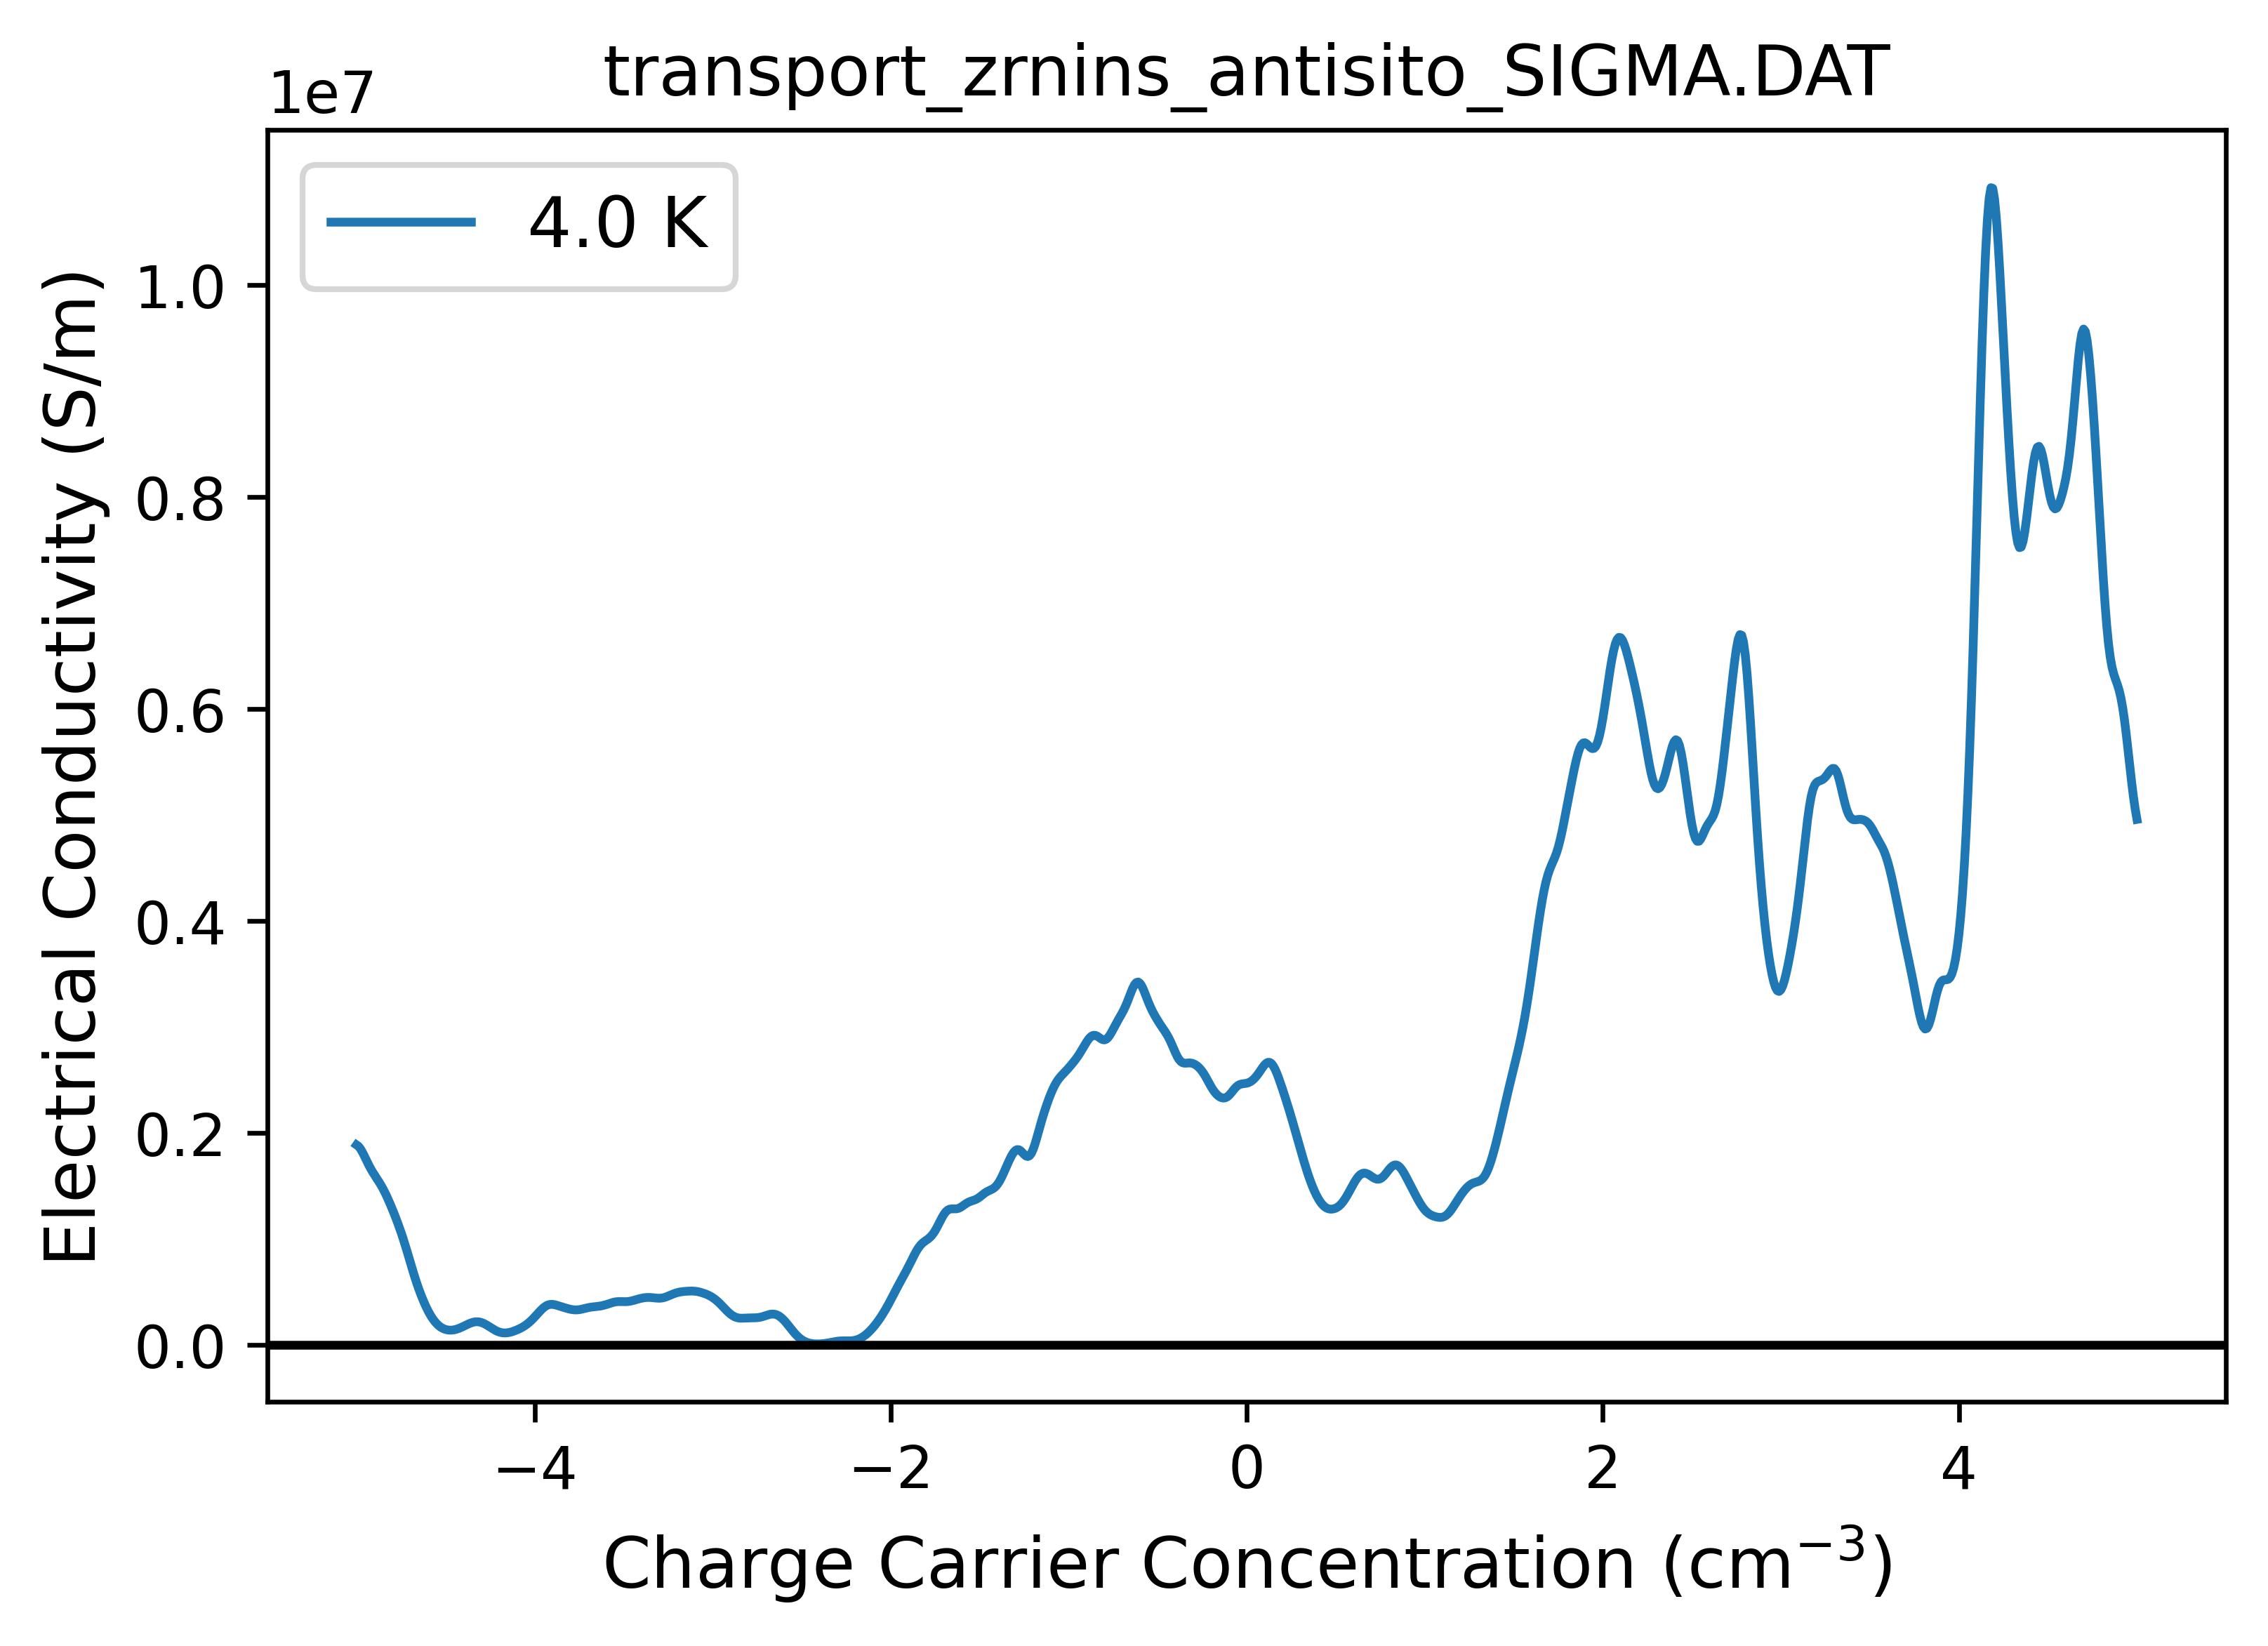 transport_zrnins_antisito_SIGMA.DAT
1e7
4.0 K
Electrical Conductivity (S/m)
1.0
0.8
0.6
0.4
0.2
0.0
−4 −2 0 2 4
Charge Carrier Concentration (cm⁻³)